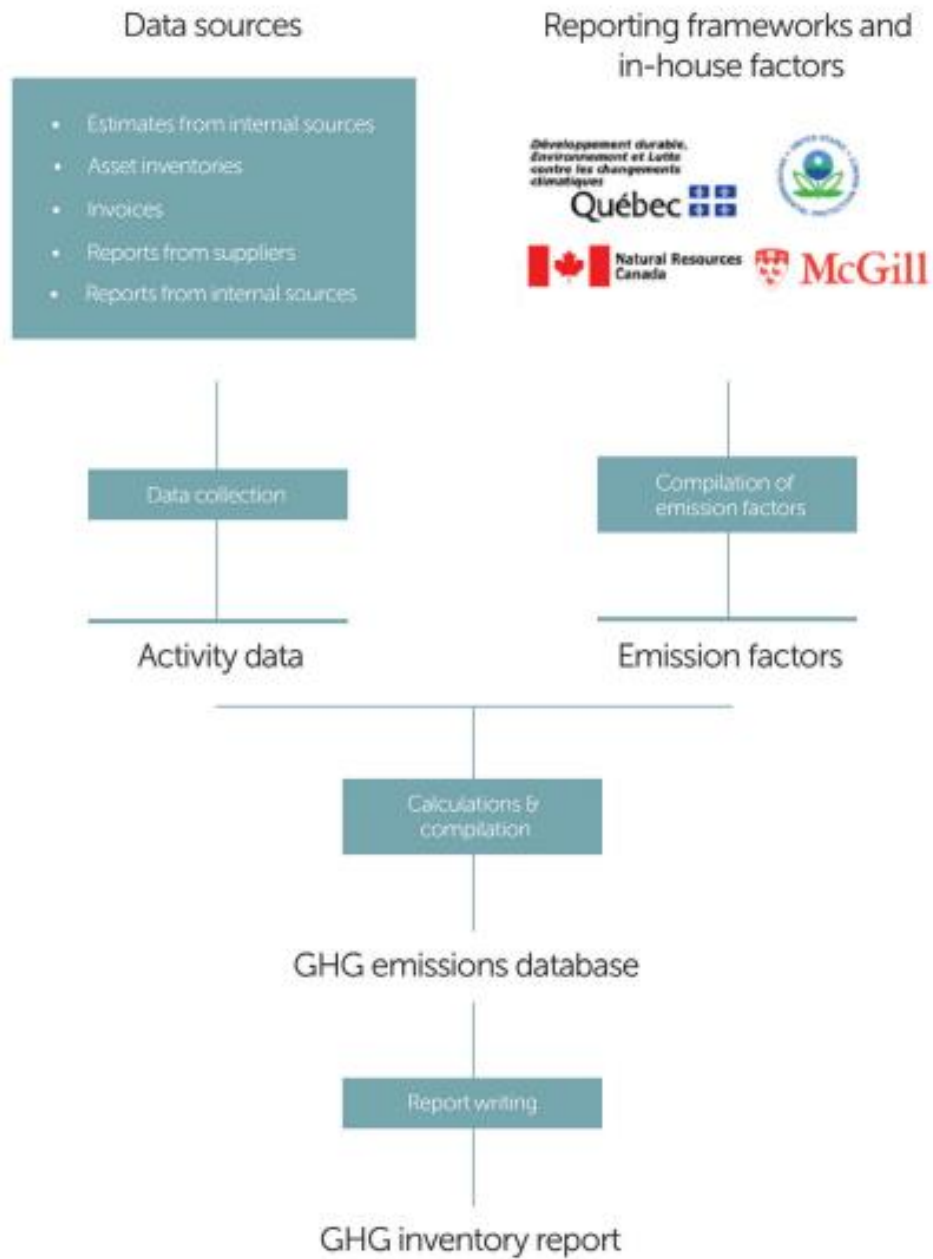 Data sources
• Estimates from internal sources
• Asset inventories
• Invoices
• Reports from suppliers
• Reports from internal sources
Reporting frameworks and
in-house factors
Développement durable,
Environnement et Lutte
contre les changements
climatiques
Québec
Natural Resources
Canada
McGill
Data collection
Compilation of
emission factors
Activity data
Emission factors
Calculations &
compilation
GHG emissions database
Report writing
GHG inventory report